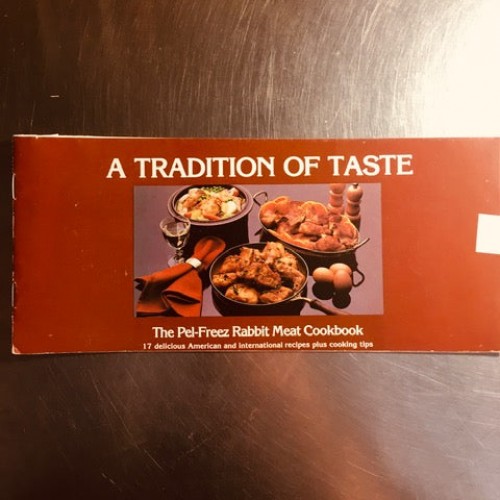 A TRADITION OF TASTE
The Pel-Freez Rabbit Meat Cookbook
17 delicious American and international recipes plus cooking tips